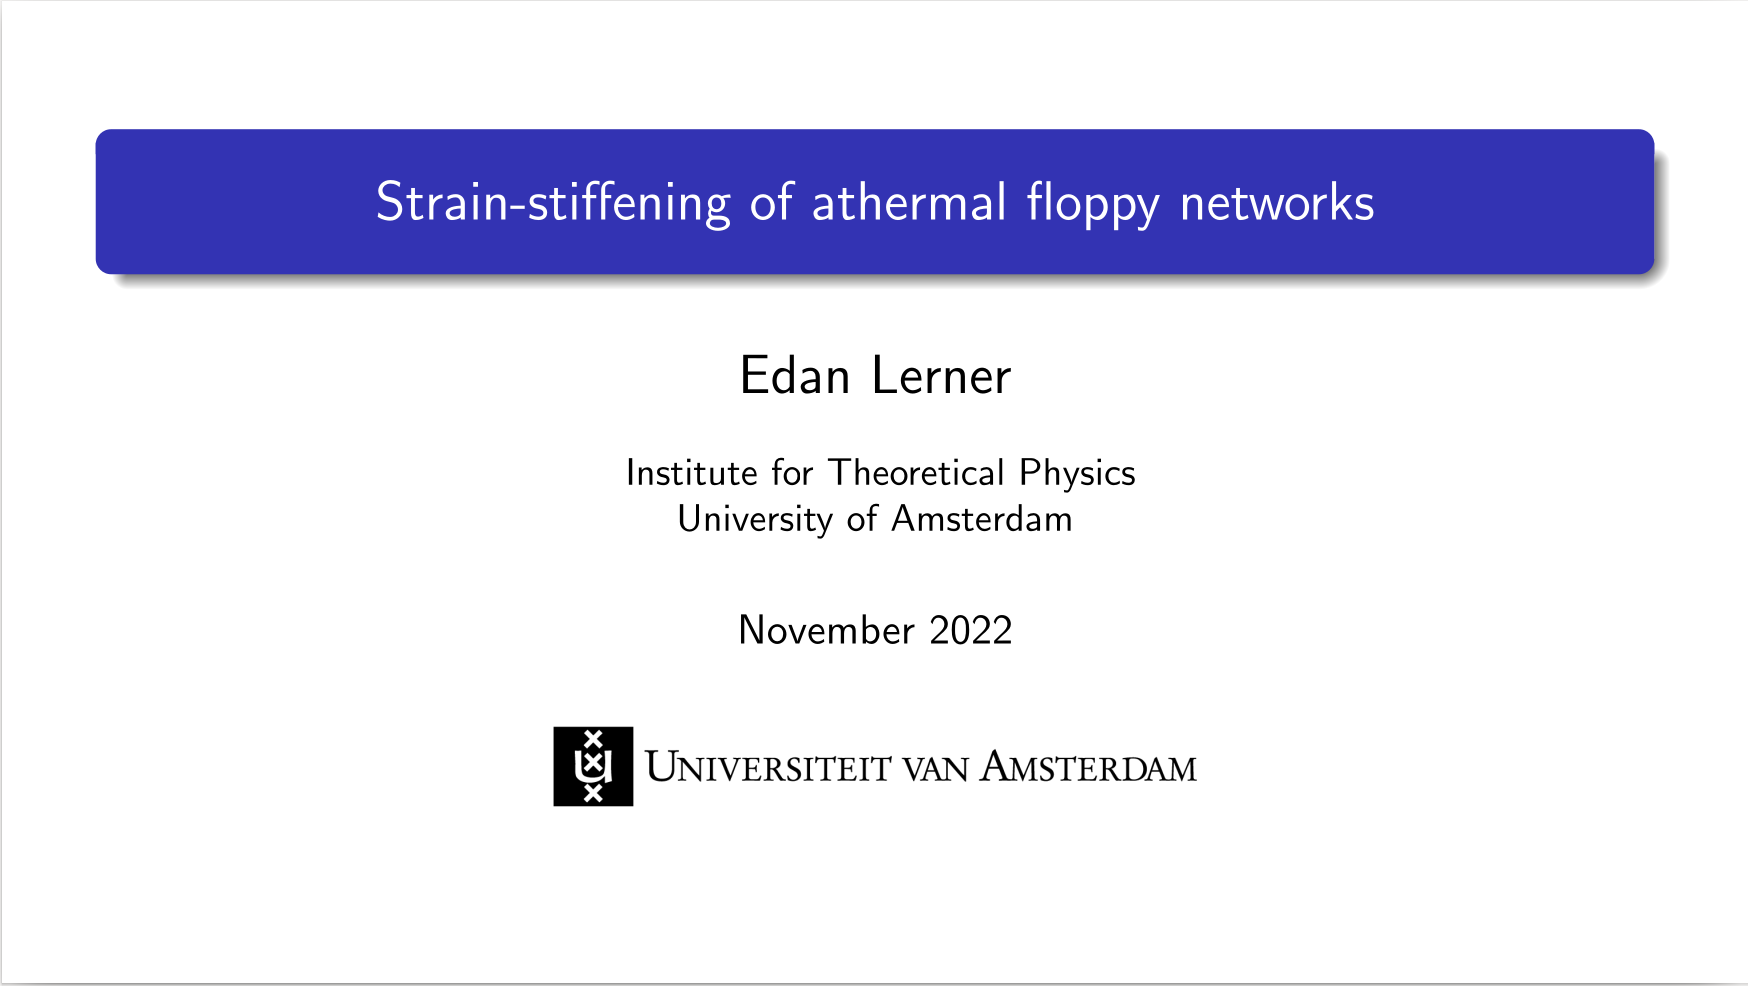 Strain-stiffening of athermal floppy networks
Edan Lerner
Institute for Theoretical Physics
University of Amsterdam
November 2022
Universiteit van Amsterdam